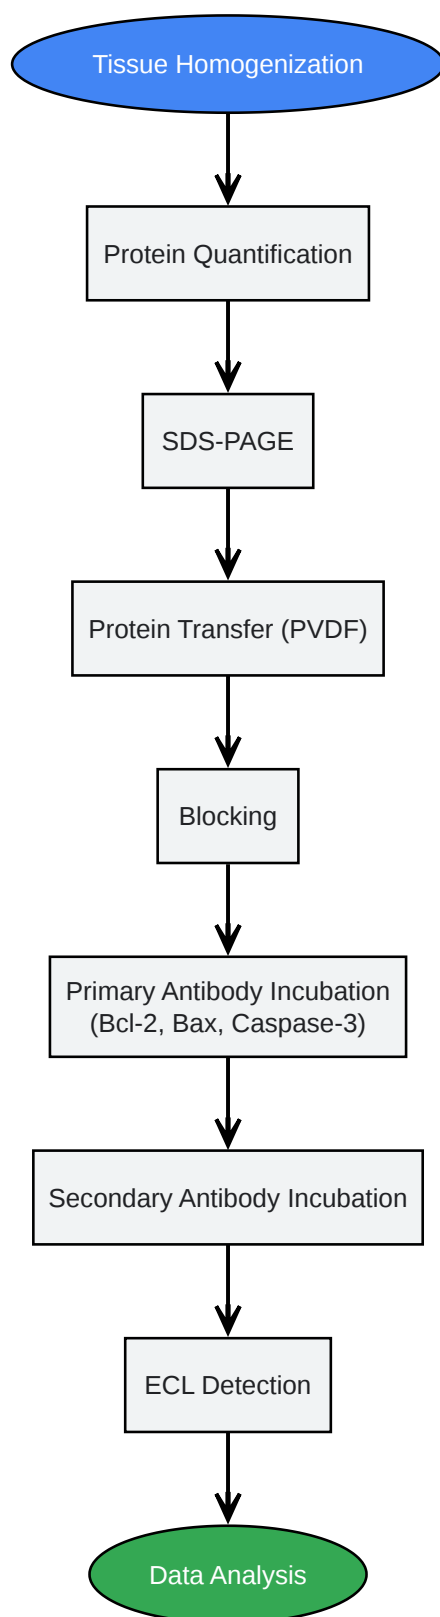 Tissue Homogenization
Protein Quantification
SDS-PAGE
Protein Transfer (PVDF)
Blocking
Primary Antibody Incubation
(Bcl-2, Bax, Caspase-3)
Secondary Antibody Incubation
ECL Detection
Data Analysis